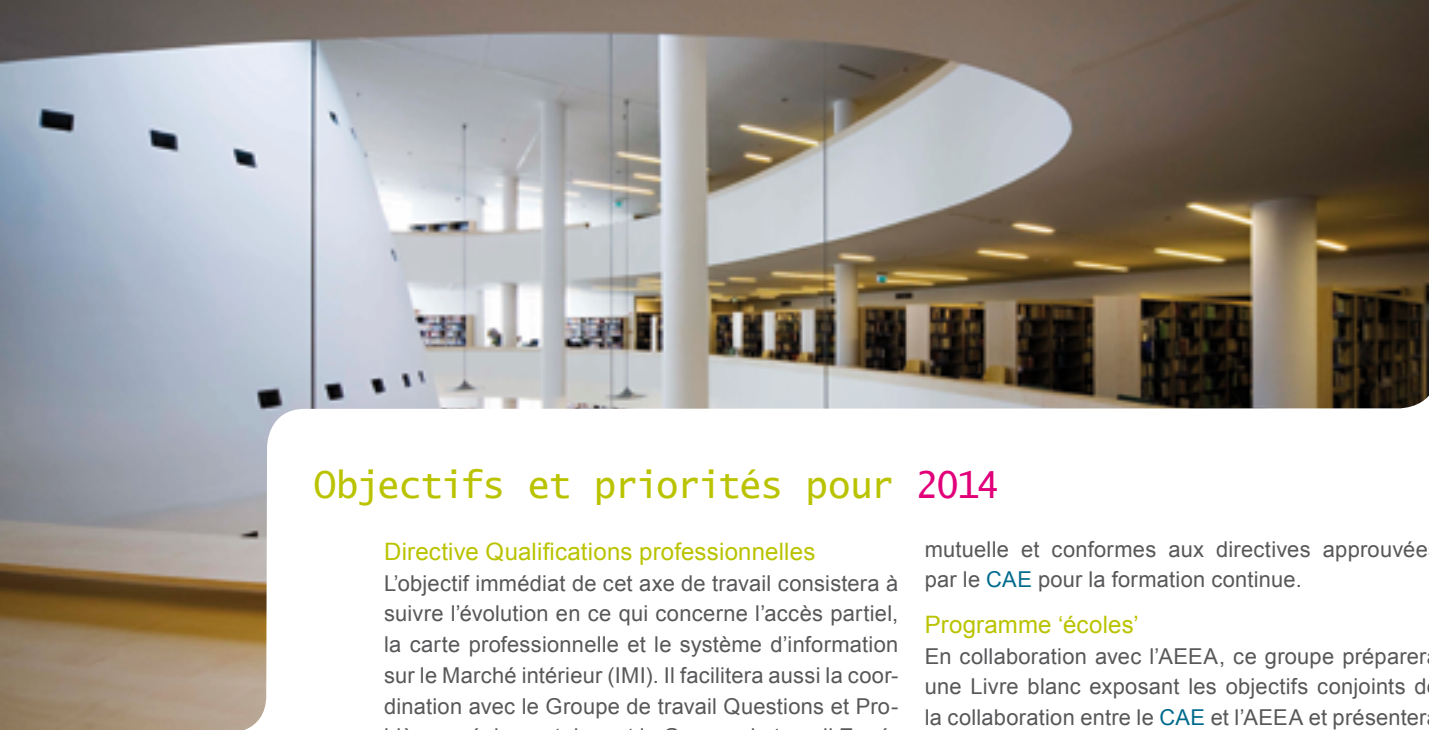 Objectifs et priorités pour 2014
Directive Qualifications professionnelles
L'objectif immédiat de cet axe de travail consistera à
suivre l'évolution en ce qui concerne l'accès partiel,
la carte professionnelle et le système d'information
sur le Marché intérieur (IMI). Il facilitera aussi la coor-
dination avec le Groupe de travail Questions et Pro-
mutuelle et conformes aux directives approuvées
par le CAE pour la formation continue.
Programme ‘écoles’
En collaboration avec l'AEEA, ce groupe préparera
une Livre blanc exposant les objectifs conjoints de
la collaboration entre le CAE et l'AEEA et présentera